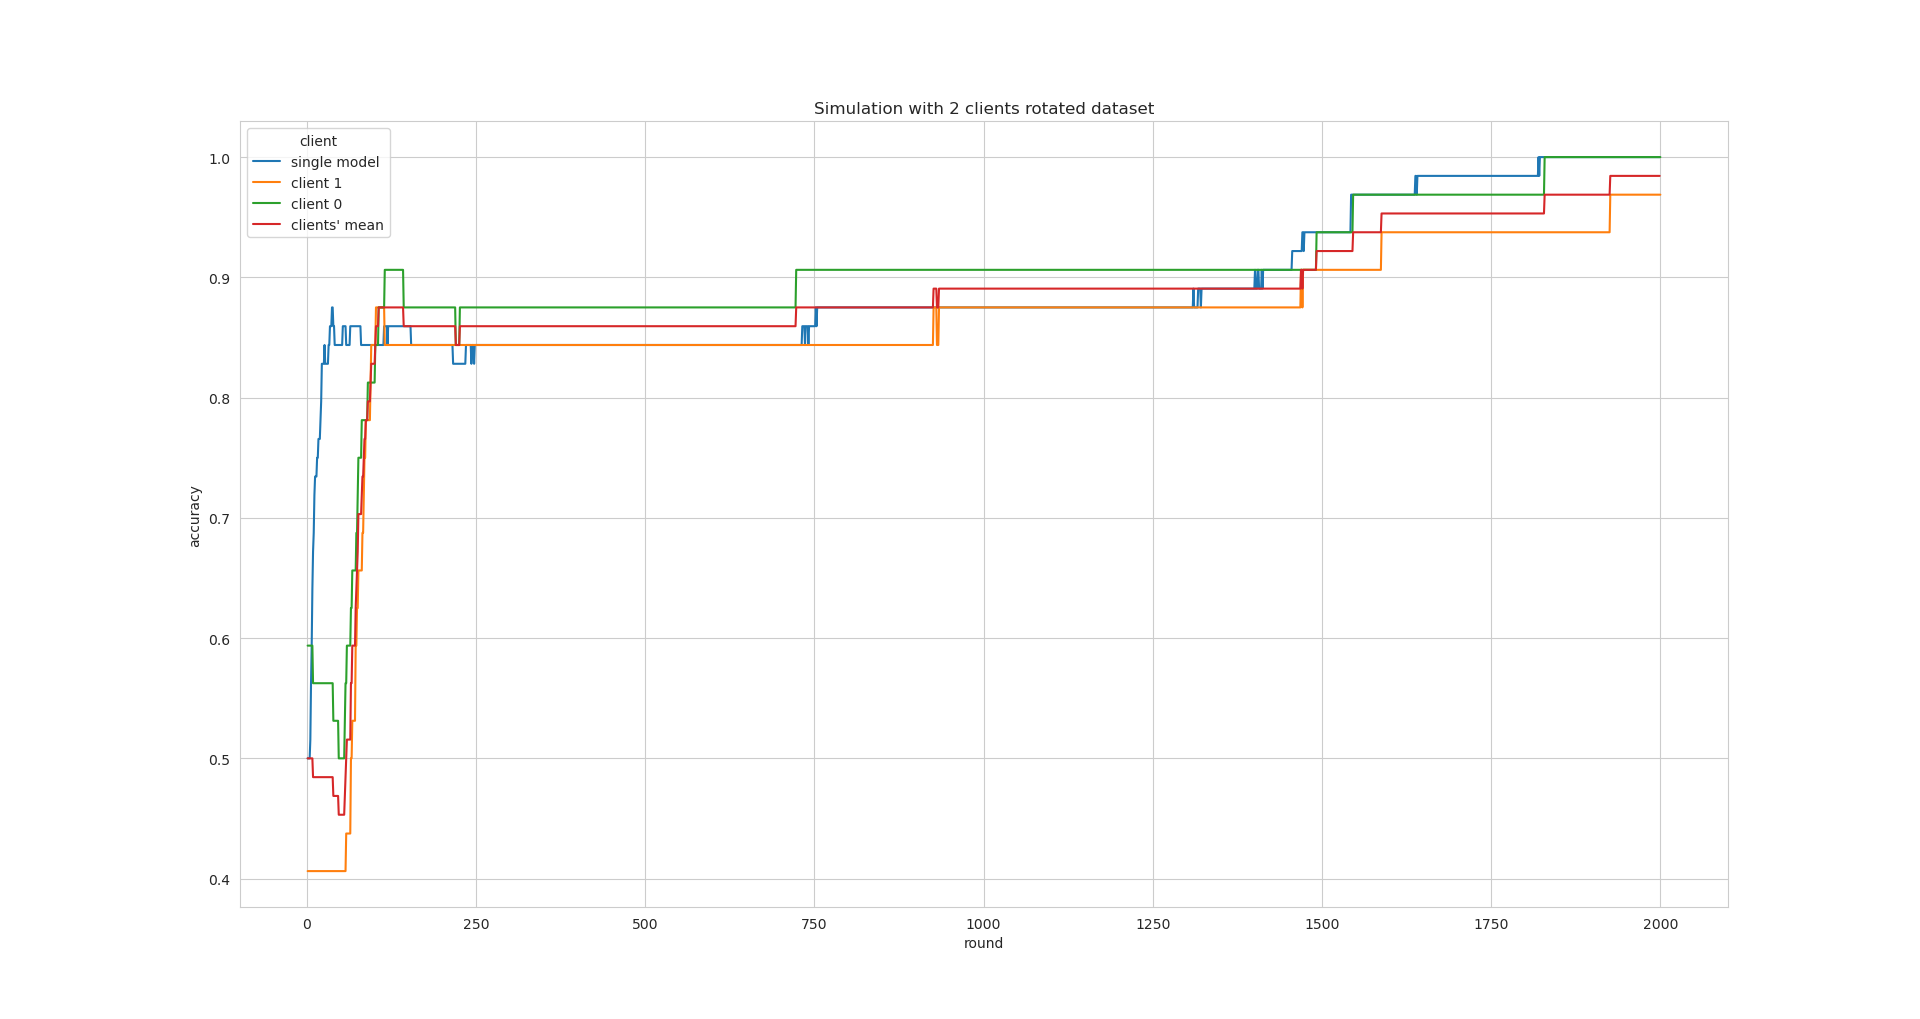 Simulation with 2 clients rotated dataset
client
single model
client 1
client 0
clients' mean
accuracy
1.0
0.9
0.8
0.7
0.6
0.5
0.4
0 250 500 750 1000 1250 1500 1750 2000
round